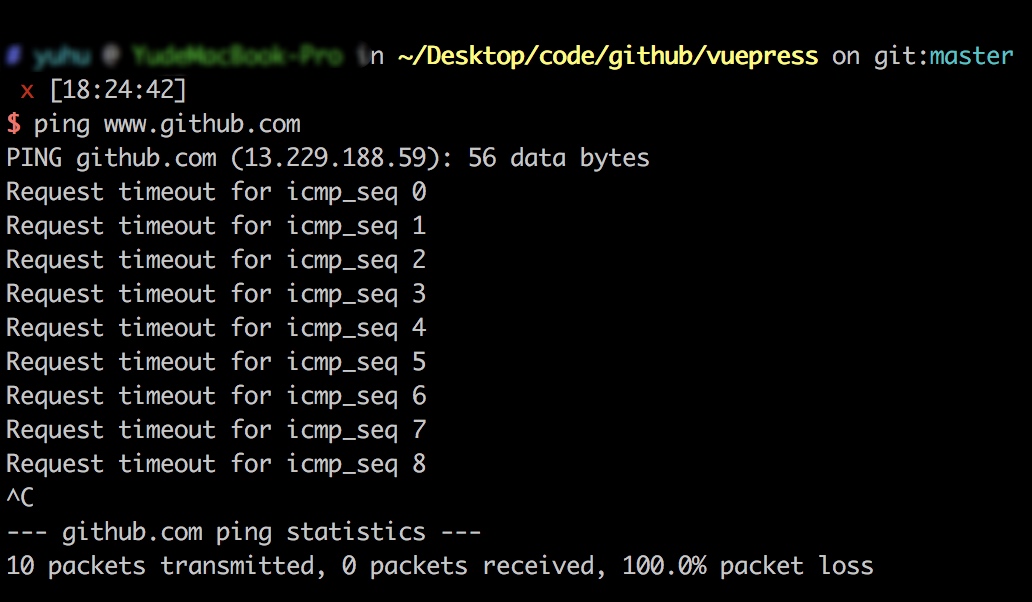 # yuhu @ YudeMacBook-Pro in ~/Desktop/code/github/vuepress on git:master
x [18:24:42]
$ ping www.github.com
PING github.com (13.229.188.59): 56 data bytes
Request timeout for icmp_seq 0
Request timeout for icmp_seq 1
Request timeout for icmp_seq 2
Request timeout for icmp_seq 3
Request timeout for icmp_seq 4
Request timeout for icmp_seq 5
Request timeout for icmp_seq 6
Request timeout for icmp_seq 7
Request timeout for icmp_seq 8
^C
--- github.com ping statistics ---
10 packets transmitted, 0 packets received, 100.0% packet loss